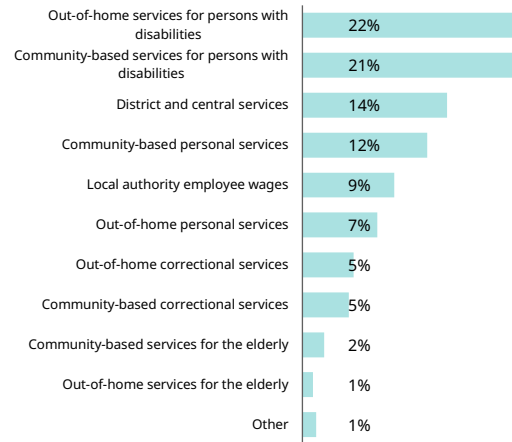 Out-of-home services for persons with
disabilities
22%
Community-based services for persons with
disabilities
21%
District and central services
14%
Community-based personal services
12%
Local authority employee wages
9%
Out-of-home personal services
7%
Out-of-home correctional services
5%
Community-based correctional services
5%
Community-based services for the elderly
2%
Out-of-home services for the elderly
1%
Other
1%